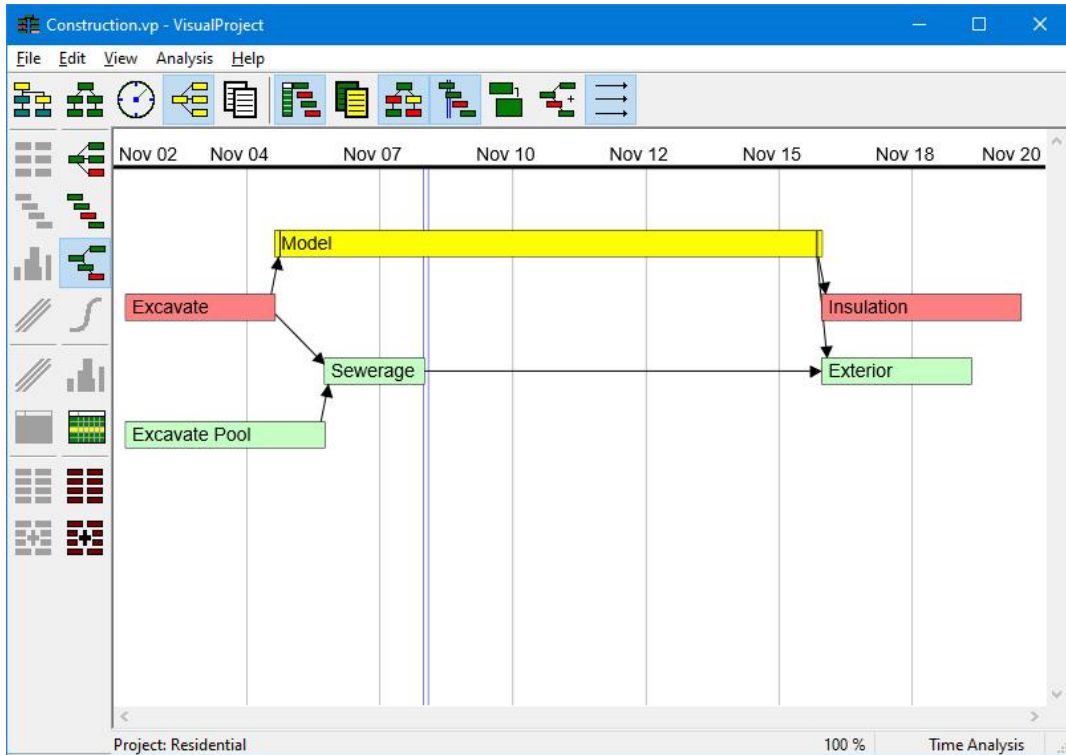 Construction.vp - VisualProject
File Edit View Analysis Help
Nov 02 Nov 04 Nov 07 Nov 10 Nov 12 Nov 15 Nov 18 Nov 20
Model
Excavate Insulation
Sewerage Exterior
Excavate Pool
Project: Residential 100 % Time Analysis